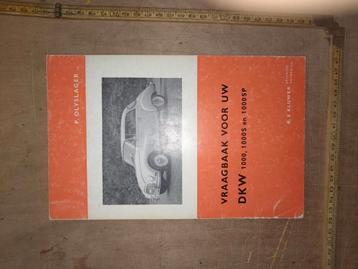 P. OLYSLAGER
VRAAGBAAK VOOR UW
DKW 1000, 1000S en 1000SP
Æ. E. KLUWER